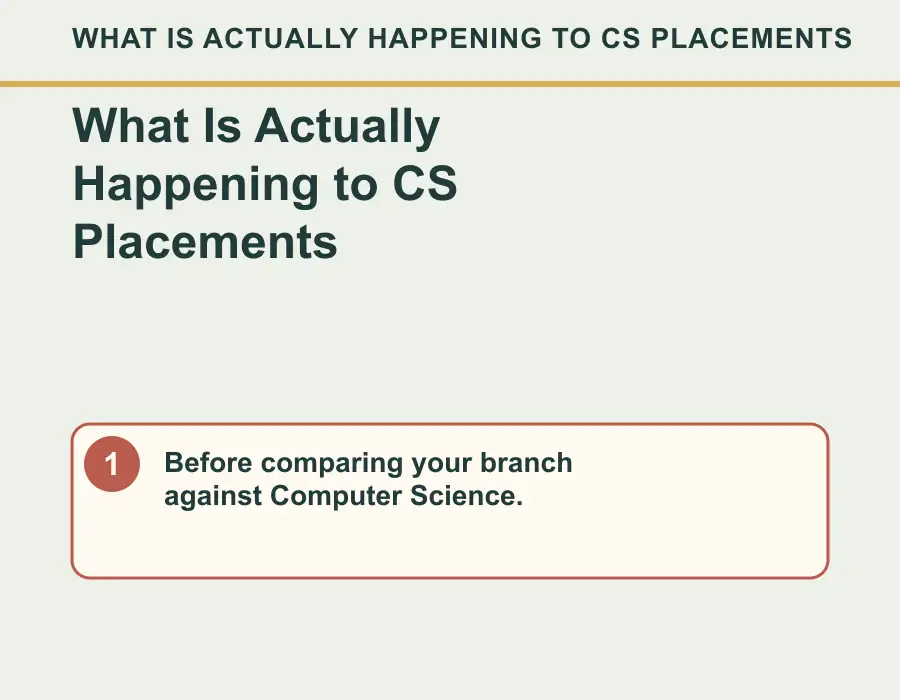 WHAT IS ACTUALLY HAPPENING TO CS PLACEMENTS
What Is Actually
Happening to CS
Placements
1
Before comparing your branch
against Computer Science.